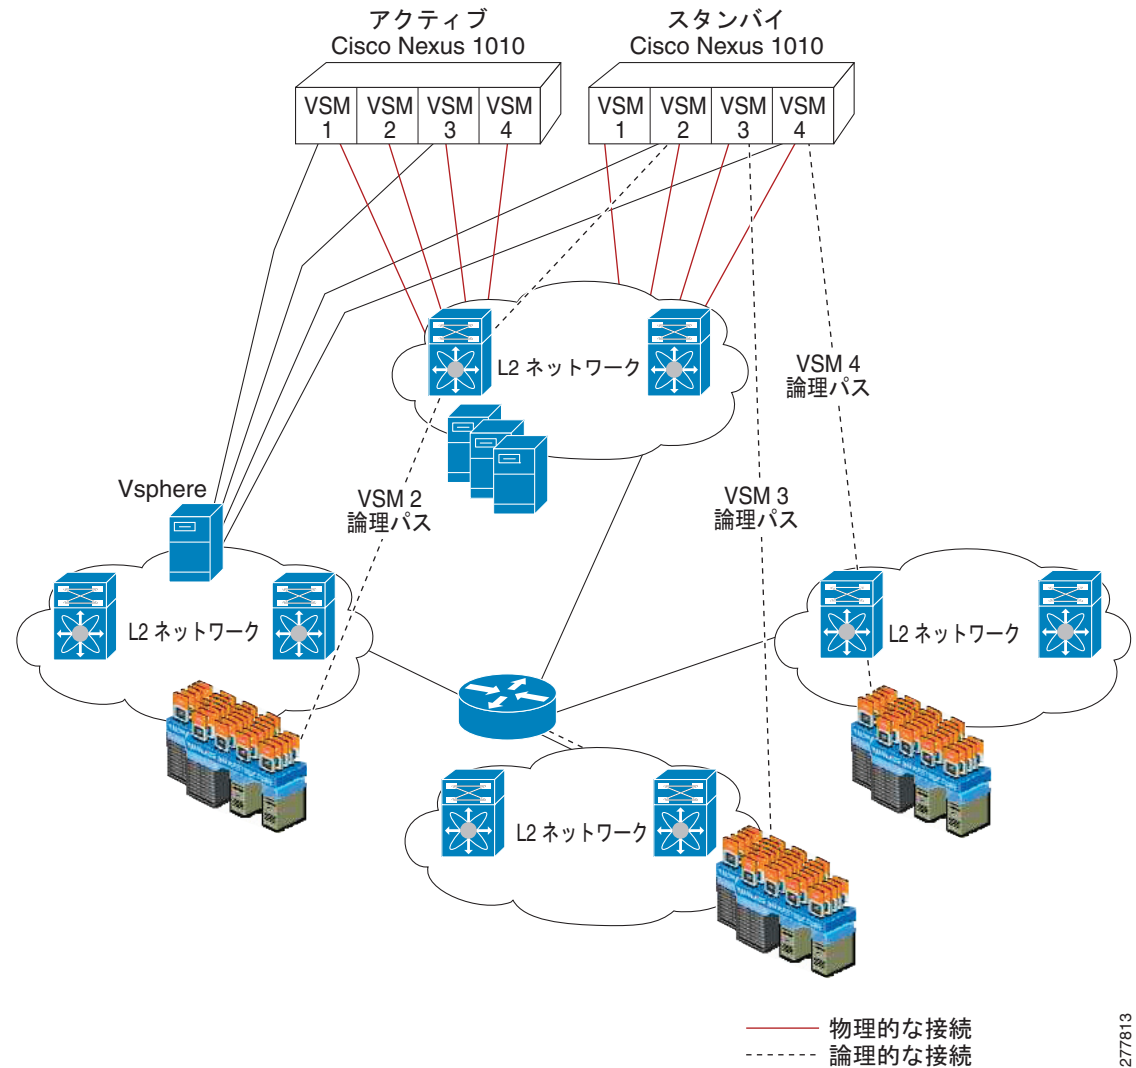 アクティブ
Cisco Nexus 1010
スタンバイ
Cisco Nexus 1010
VSM
1
VSM
2
VSM
3
VSM
4
VSM
1
VSM
2
VSM
3
VSM
4
L2 ネットワーク
VSM 4
論理パス
Vsphere
VSM 2
論理パス
VSM 3
論理パス
L2 ネットワーク
L2 ネットワーク
L2 ネットワーク
物理的な接続
論理的な接続
277813